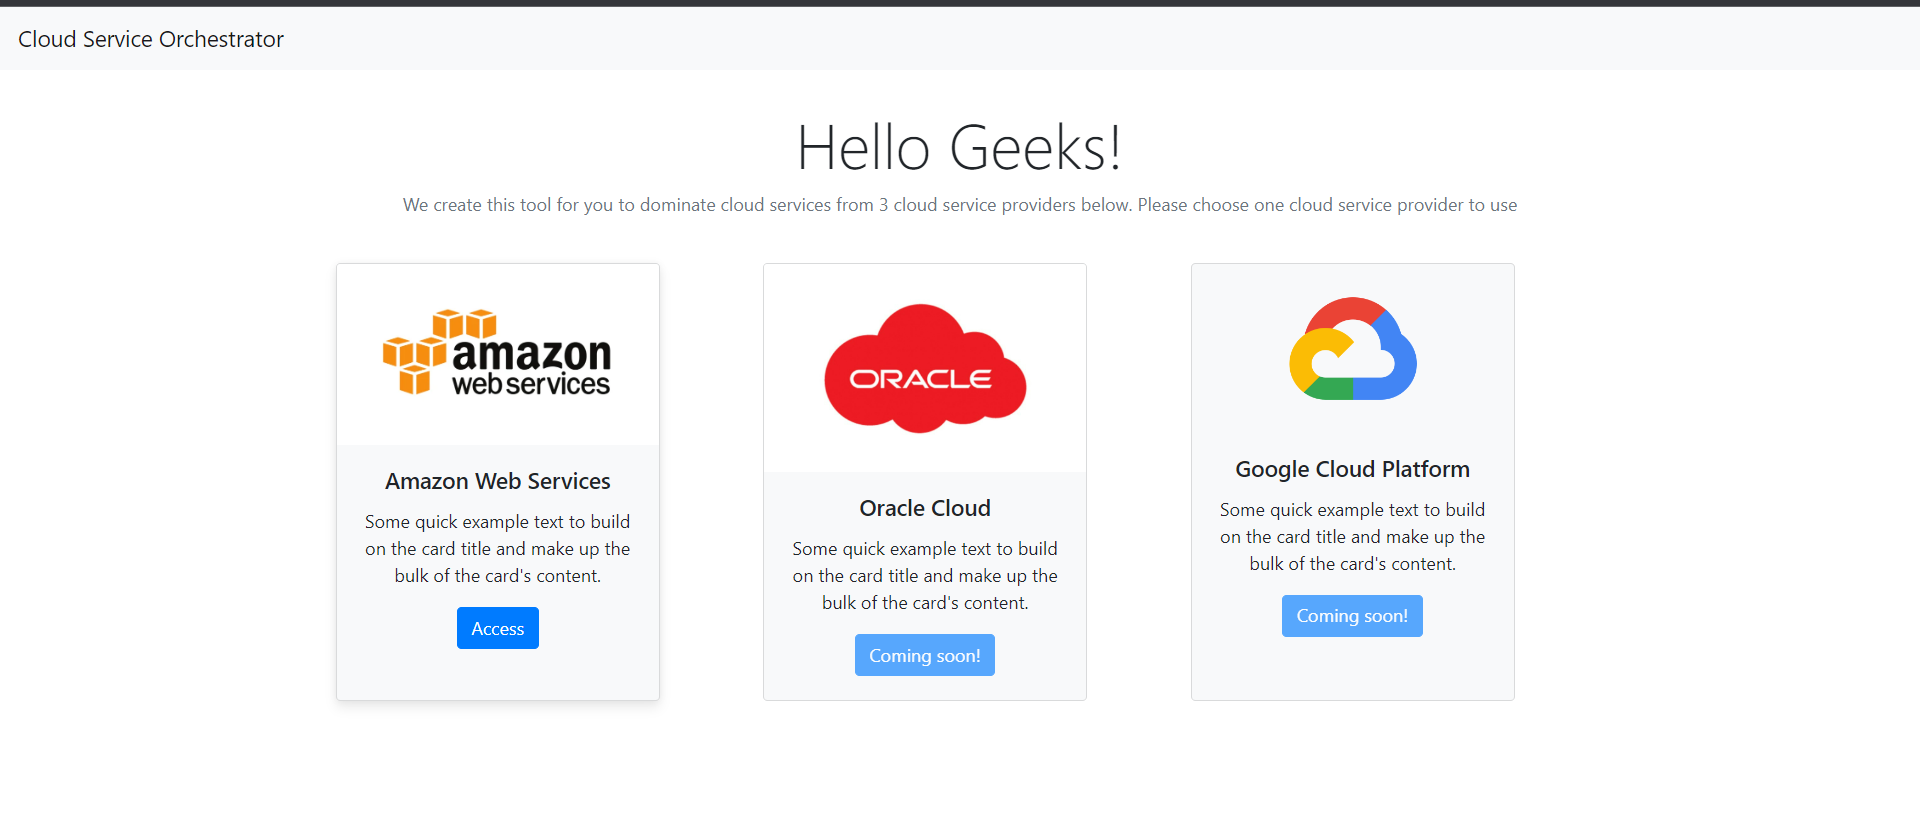 Cloud Service Orchestrator
Hello Geeks!
We create this tool for you to dominate cloud services from 3 cloud service providers below. Please choose one cloud service provider to use
amazon
web services
Amazon Web Services
Some quick example text to build
on the card title and make up the
bulk of the card's content.
Access
ORACLE
Oracle Cloud
Some quick example text to build
on the card title and make up the
bulk of the card's content.
Coming soon!
Google Cloud Platform
Some quick example text to build
on the card title and make up the
bulk of the card's content.
Coming soon!